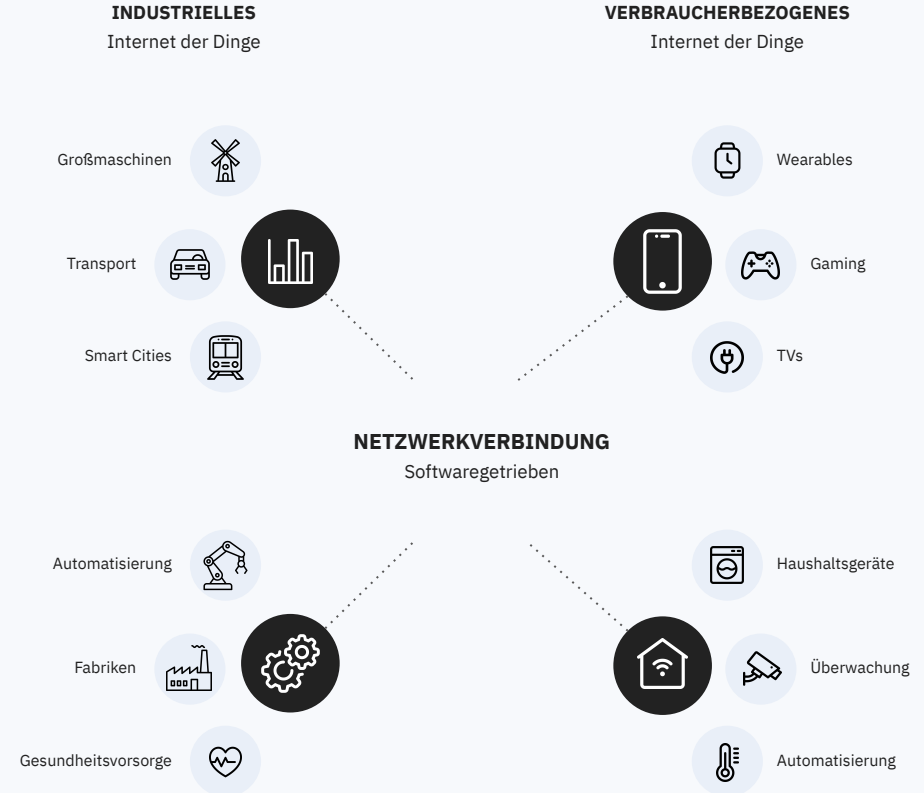 INDUSTRIELLES
Internet der Dinge
VERBRAUCHERBEZOGENES
Internet der Dinge
Großmaschinen
Transport
Smart Cities
Wearables
Gaming
TVs
NETZWERKVERBINDUNG
Softwaregetrieben
Automatisierung
Fabriken
Gesundheitsvorsorge
Haushaltsgeräte
Überwachung
Automatisierung